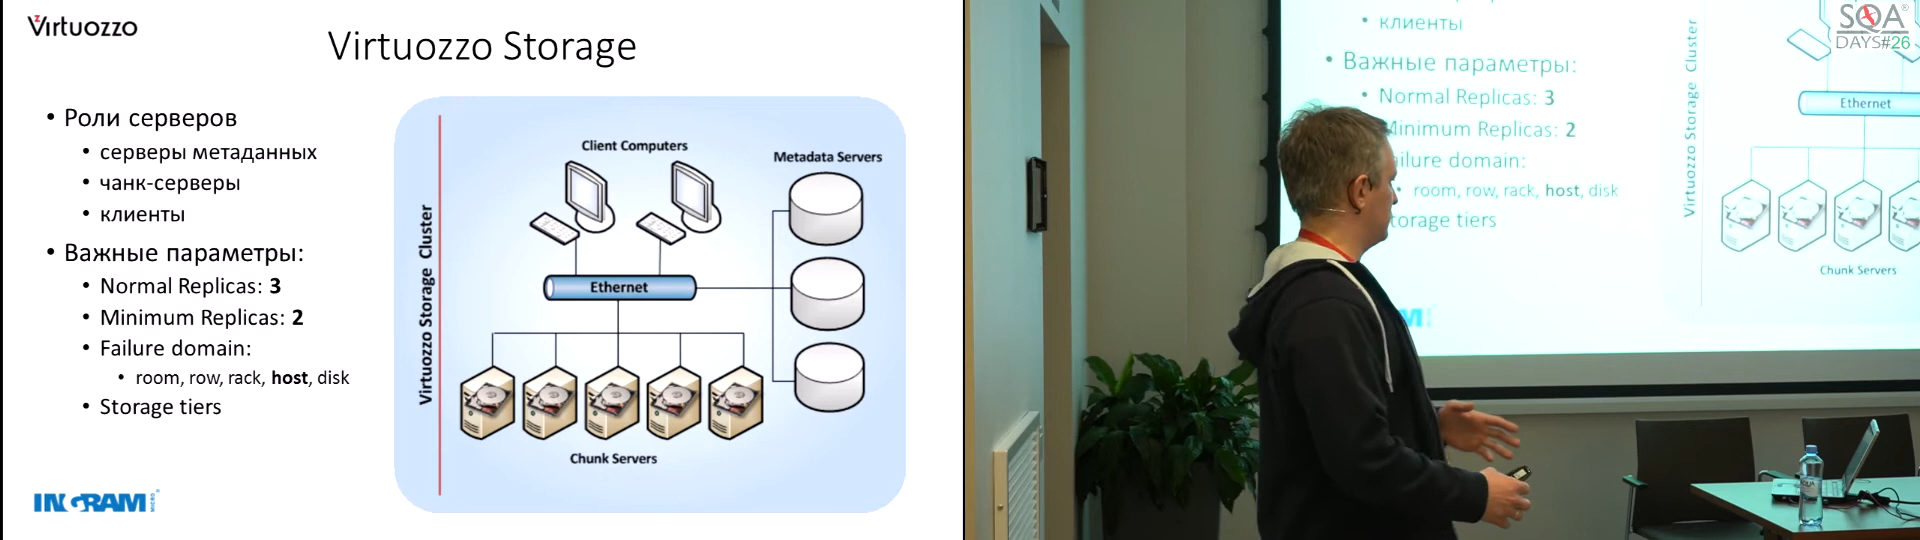 Virtuozzo
Virtuozzo Storage
• Роли серверов
• серверы метаданных
• чанк-серверы
• клиенты
• Важные параметры:
• Normal Replicas: 3
• Minimum Replicas: 2
• Failure domain:
• room, row, rack, host, disk
• Storage tiers
INGRAM MICRO®
Virtuozzo Storage Cluster
Client Computers
Metadata Servers
Ethernet
Chunk Servers
• клиенты
• Важные параметры:
• Normal Replicas: 3
Minimum Replicas: 2
ailure domain:
• room, row, rack, host, disk
torage tiers
Virtuozzo Storage Cluster
Ethernet
Chunk Servers
SQA®
DAYS#26